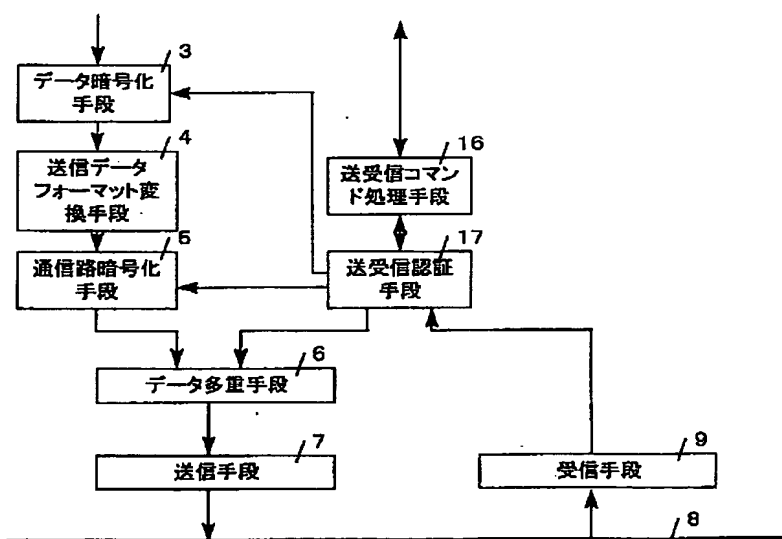 3
データ暗号化
手段
4
送信データ
フォーマット変
換手段
5
通信路暗号化
手段
16
送受信コマン
ド処理手段
17
送受信認証
手段
6
データ多重手段
7
送信手段
9
受信手段
8